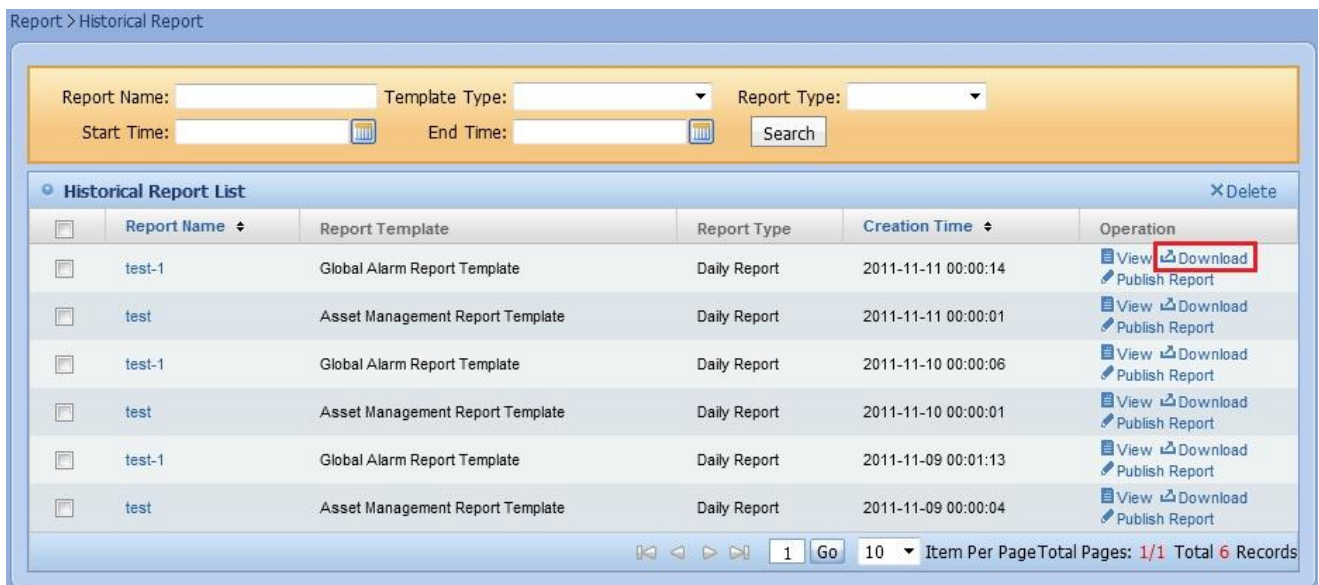 Report > Historical Report
Report Name: Template Type: Report Type:
Start Time: End Time: Search
Historical Report List Delete
Report Name Report Template Report Type Creation Time Operation
test-1 Global Alarm Report Template Daily Report 2011-11-11 00:00:14 View Download
Publish Report
test Asset Management Report Template Daily Report 2011-11-11 00:00:01 View Download
Publish Report
test-1 Global Alarm Report Template Daily Report 2011-11-10 00:00:06 View Download
Publish Report
test Asset Management Report Template Daily Report 2011-11-10 00:00:01 View Download
Publish Report
test-1 Global Alarm Report Template Daily Report 2011-11-09 00:01:13 View Download
Publish Report
test Asset Management Report Template Daily Report 2011-11-09 00:00:04 View Download
Publish Report
1 Go 10 Item Per PageTotal Pages: 1/1 Total 6 Records